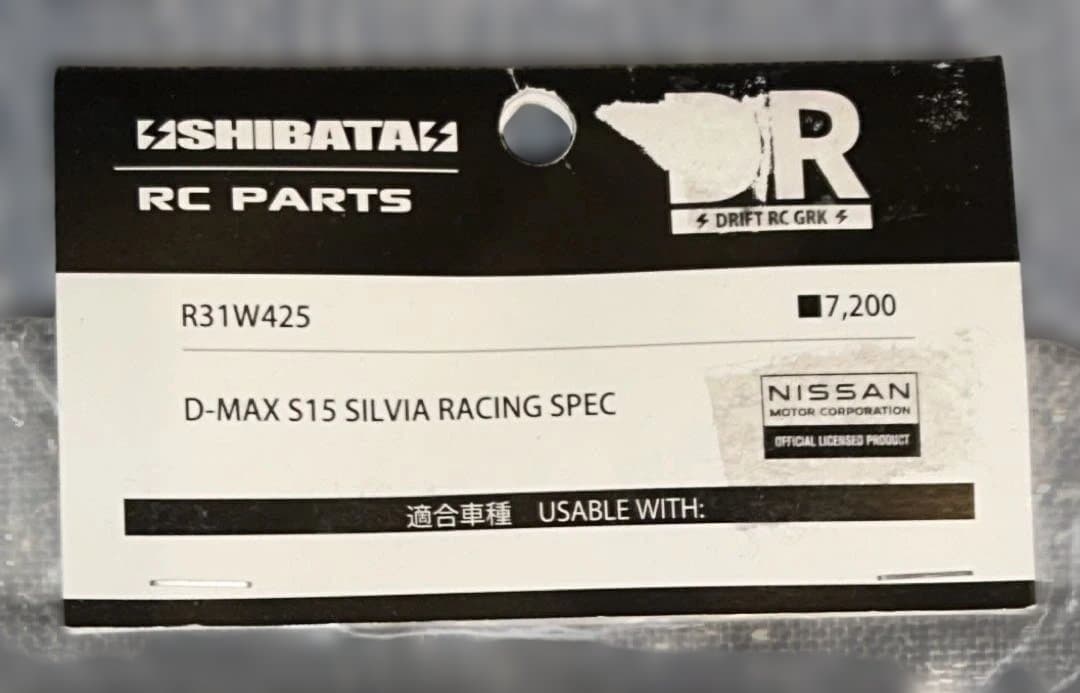 SHIBATA
RC PARTS
DR
DRIFT RC GRK
R31W425
■7,200
D-MAX S15 SILVIA RACING SPEC
NISSAN
MOTOR CORPORATION
OFFICIAL LICENSED PRODUCT
適合車種 USABLE WITH: